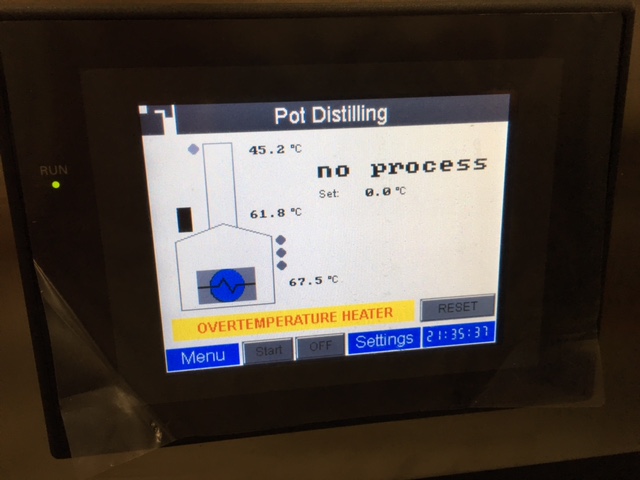 Pot Distilling
RUN
45.2 °C
no process
Set: 0.0 °C
61.8 °C
67.5 °C
OVERTEMPERATURE HEATER
RESET
Menu
Start
OFF
Settings
21:35:37